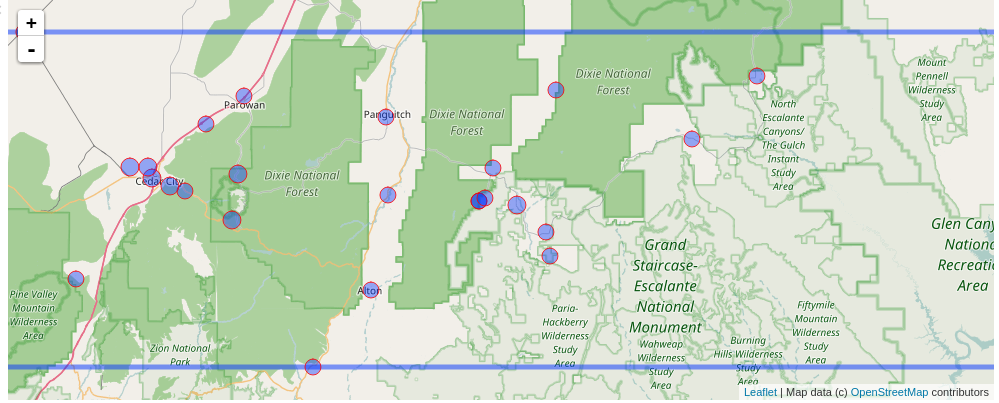 +
-
Parowan
Panguitch
Dixie National
Forest
Dixie National
Forest
Mount
Pennell
Wilderness
Study
Area
North
Escalante
Canyons/
The Gulch
Instant
Study
Area
Cedar City
Dixie National
Forest
Glen Cany
Nationa
Recreatio
Area
Grand
Staircase-
Escalante
National
Monument
Alton
Pine Valley
Mountain
Wilderness
Area
Zion National
Park
Paria-
Hackberry
Wilderness
Study
Area
Wahweap
Wilderness
Study
Area
Burning
Hills Wilderness
Study
Area
Fiftymile
Mountain
Wilderness
Study
Area
Leaflet | Map data (c) OpenStreetMap contributors